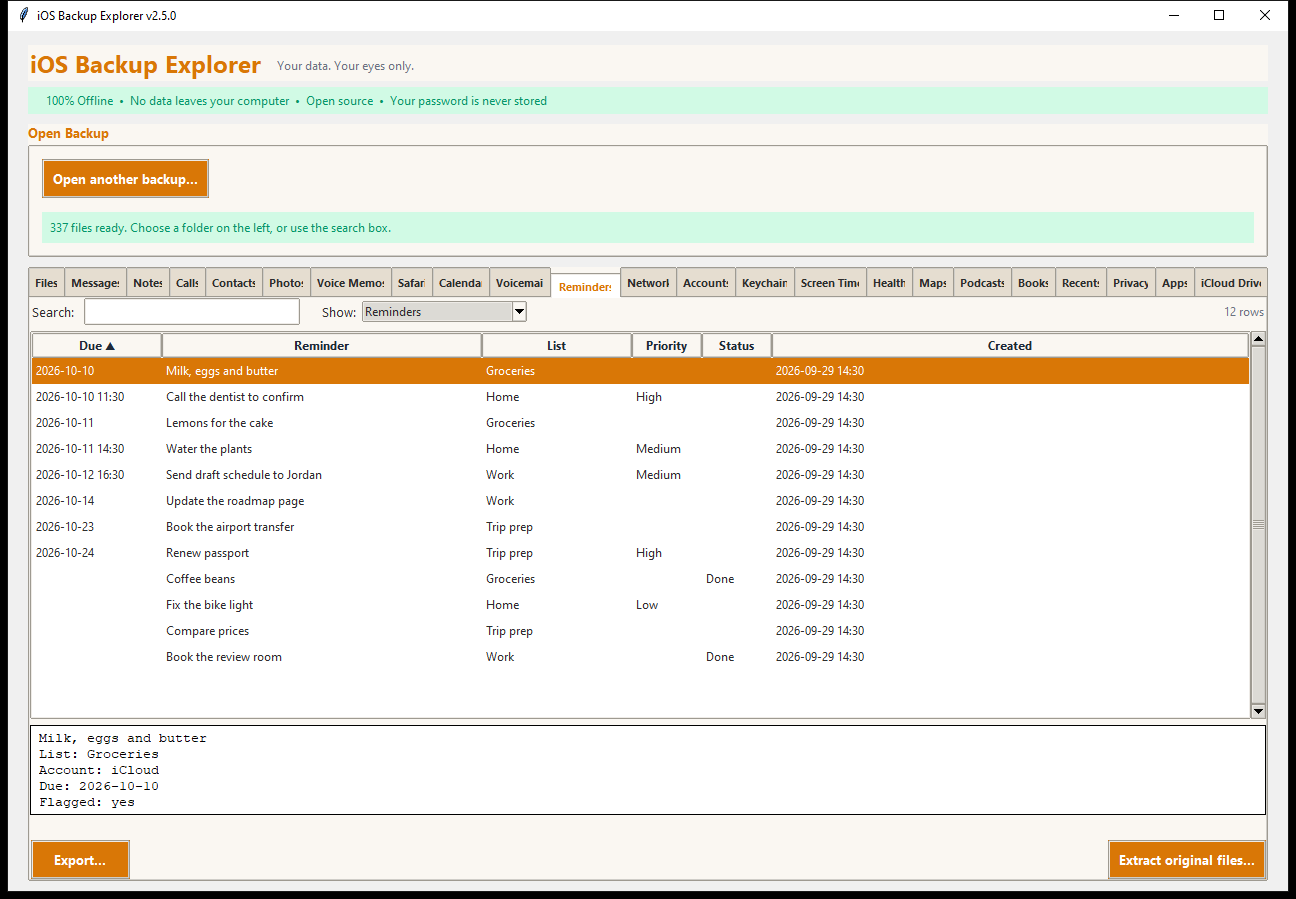 iOS Backup Explorer v2.5.0
iOS Backup Explorer Your data. Your eyes only.
100% Offline • No data leaves your computer • Open source • Your password is never stored
Open Backup
Open another backup...
337 files ready. Choose a folder on the left, or use the search box.
Files Messages Notes Calls Contacts Photos Voice Memos Safari Calenda Voicemai Reminders Network Accounts Keychain Screen Time Health Maps Podcasts Books Recents Privacy Apps iCloud Drive
Search: Show: Reminders 12 rows
Due ▲ Reminder List Priority Status Created
2026-10-10 Milk, eggs and butter Groceries 2026-09-29 14:30
2026-10-10 11:30 Call the dentist to confirm Home High 2026-09-29 14:30
2026-10-11 Lemons for the cake Groceries 2026-09-29 14:30
2026-10-11 14:30 Water the plants Home Medium 2026-09-29 14:30
2026-10-12 16:30 Send draft schedule to Jordan Work Medium 2026-09-29 14:30
2026-10-14 Update the roadmap page Work 2026-09-29 14:30
2026-10-23 Book the airport transfer Trip prep 2026-09-29 14:30
2026-10-24 Renew passport Trip prep High 2026-09-29 14:30
Coffee beans Groceries Done 2026-09-29 14:30
Fix the bike light Home Low 2026-09-29 14:30
Compare prices Trip prep 2026-09-29 14:30
Book the review room Work Done 2026-09-29 14:30
Milk, eggs and butter
List: Groceries
Account: iCloud
Due: 2026-10-10
Flagged: yes
Export... Extract original files...